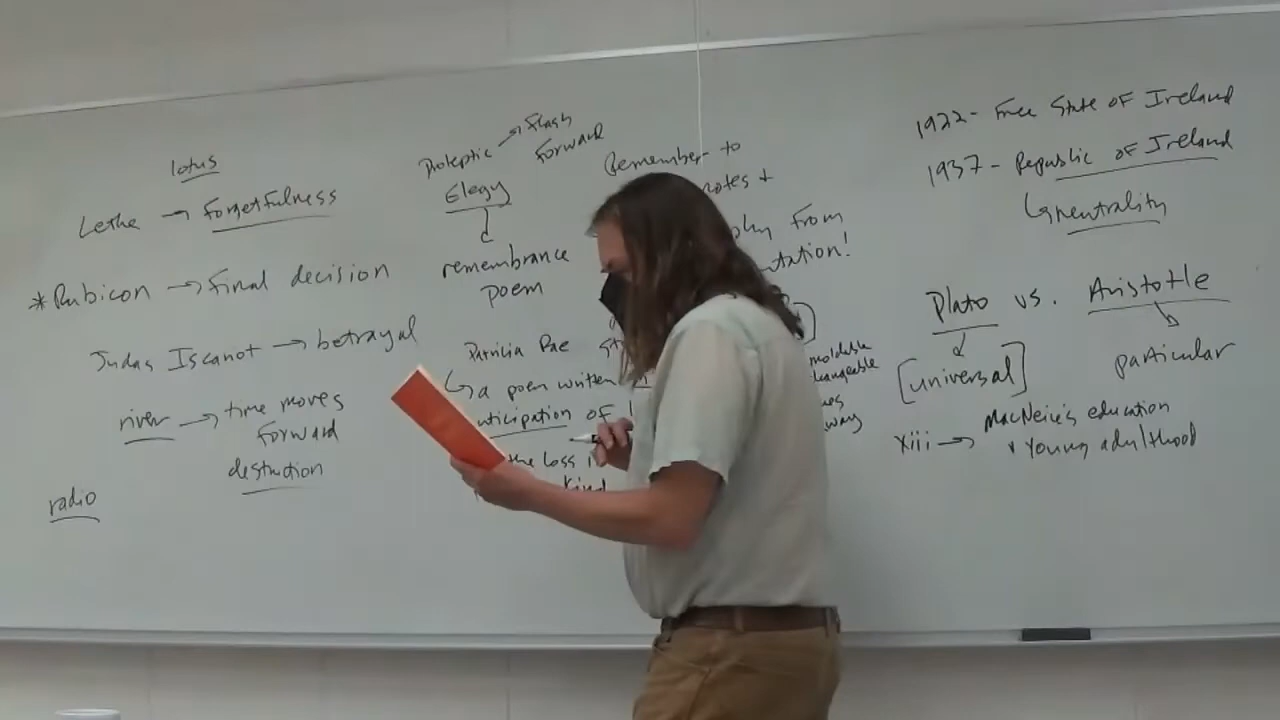 lotus
Lethe → Forgetfulness
*Rubicon → Final decision
Judas Iscariot → betrayal
river → time moves
forward
destruction
radio
Proleptic → Flash
Forward
Elegy
remembrance
poem
Patricia Rae
a poem written
anticipation of
the loss
kind
Remember to
notes +
from
moldable
changeable
way
1922- Free State of Ireland
1937- Republic of Ireland
↳neutrality
Plato vs. Aristotle
[universal]
particular
xiii → MacNeice's education
+ Young adulthood